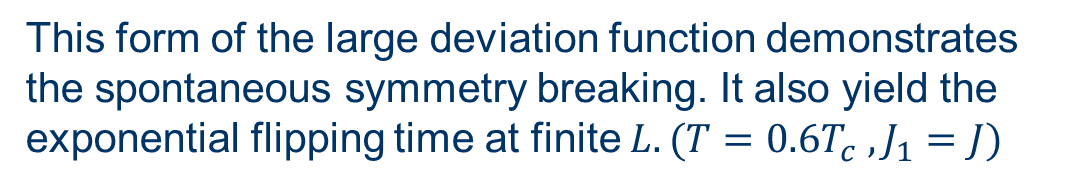 This form of the large deviation function demonstrates
the spontaneous symmetry breaking. It also yield the
exponential flipping time at finite L. (T = 0.6T_c ,J_1 = J)